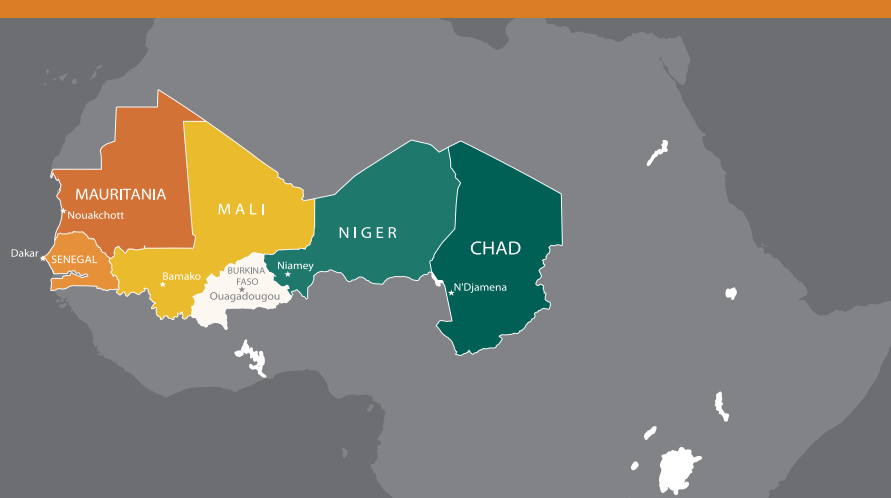 MAURITANIA
Nouakchott
MALI
NIGER
CHAD
Dakar
SENEGAL
Bamako
BURKINA
FASO
Ouagadougou
Niamey
N'Djamena